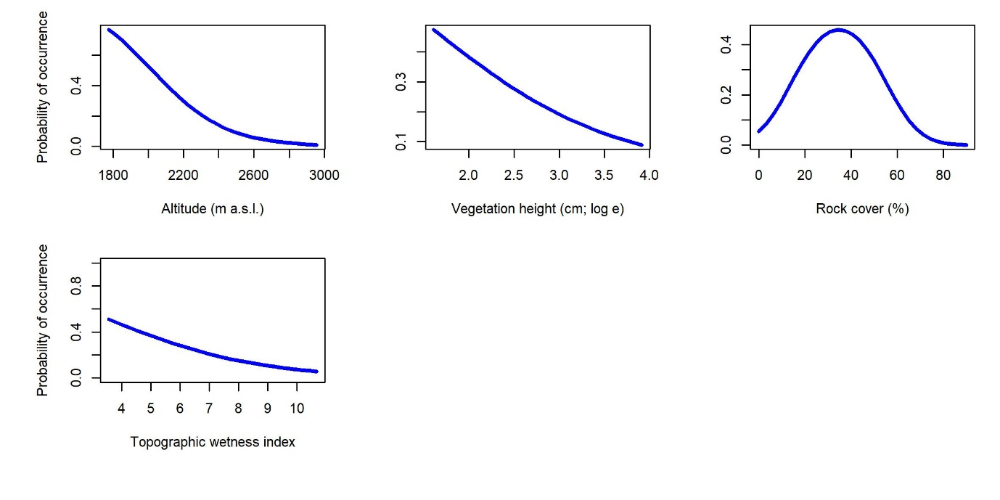 Probability of occurrence
0.0 0.4
1800 2200 2600 3000
Altitude (m a.s.l.)
0.1 0.3
2.0 2.5 3.0 3.5 4.0
Vegetation height (cm; log e)
0.0 0.2 0.4
0 20 40 60 80
Rock cover (%)
Probability of occurrence
0.0 0.4 0.8
4 5 6 7 8 9 10
Topographic wetness index